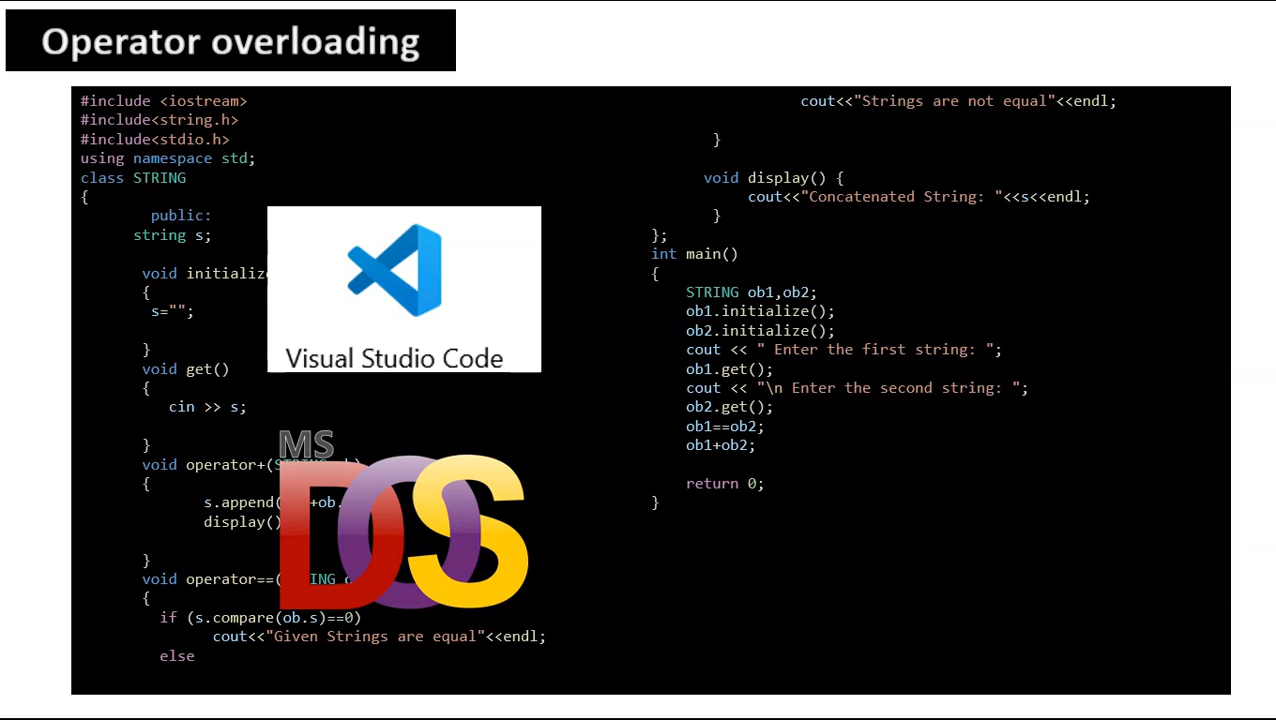 Operator overloading
#include <iostream>
#include<string.h>
#include<stdio.h>
using namespace std;
class STRING
{
public:
string s;
void initialize
{
s="";
}
void get()
{
cin >> s;
}
void operator+(STRING ob)
{
s.append( +ob.
display()
}
void operator==( ING
{
if (s.compare(ob.s)==0)
cout<<"Given Strings are equal"<<endl;
else
Visual Studio Code
MS
DOS
cout<<"Strings are not equal"<<endl;
}
void display() {
cout<<"Concatenated String: "<<s<<endl;
}
};
int main()
{
STRING ob1,ob2;
ob1.initialize();
ob2.initialize();
cout << " Enter the first string: ";
ob1.get();
cout << "\n Enter the second string: ";
ob2.get();
ob1==ob2;
ob1+ob2;
return 0;
}